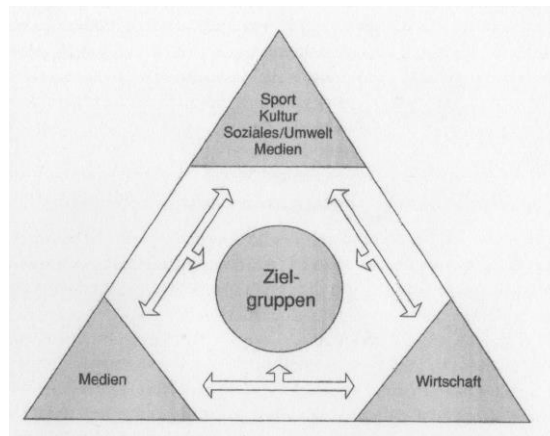 Sport
Kultur
Soziales/Umwelt
Medien
Ziel-
gruppen
Medien
Wirtschaft